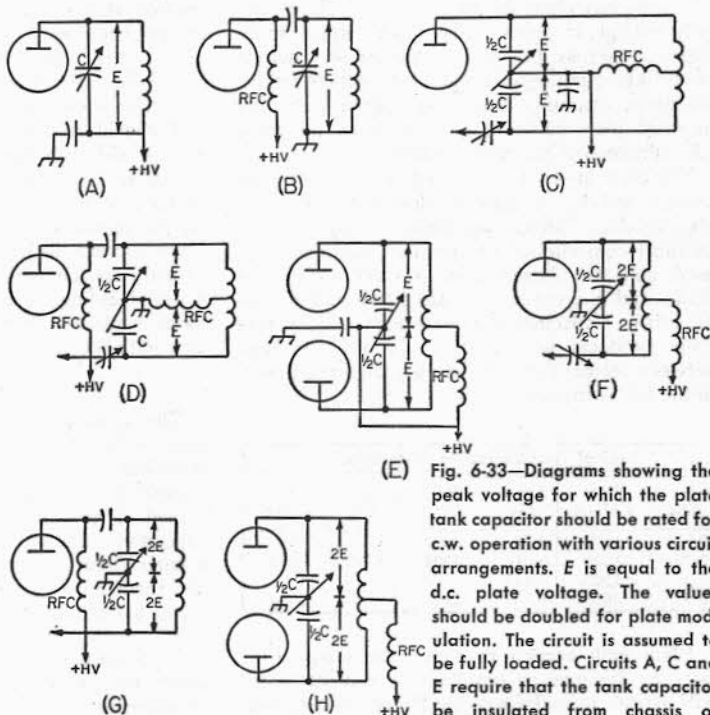 C E
+HV
(A)
RFC C E
+HV
(B)
½C E RFC
½C E
+HV
(C)
½C E
RFC RFC
C E
+HV
(D)
½C E
½C E RFC
+HV
(E)
½C 2E
½C 2E RFC
+HV
(F)
½C 2E
RFC ½C 2E
+HV
(G)
½C 2E
½C 2E RFC
+HV
(H)
Fig. 6-33—Diagrams showing the
peak voltage for which the plate
tank capacitor should be rated fo
c.w. operation with various circui
arrangements. E is equal to the
d.c. plate voltage. The value
should be doubled for plate mod
ulation. The circuit is assumed to
be fully loaded. Circuits A, C and
E require that the tank capacito
be insulated from chassis o